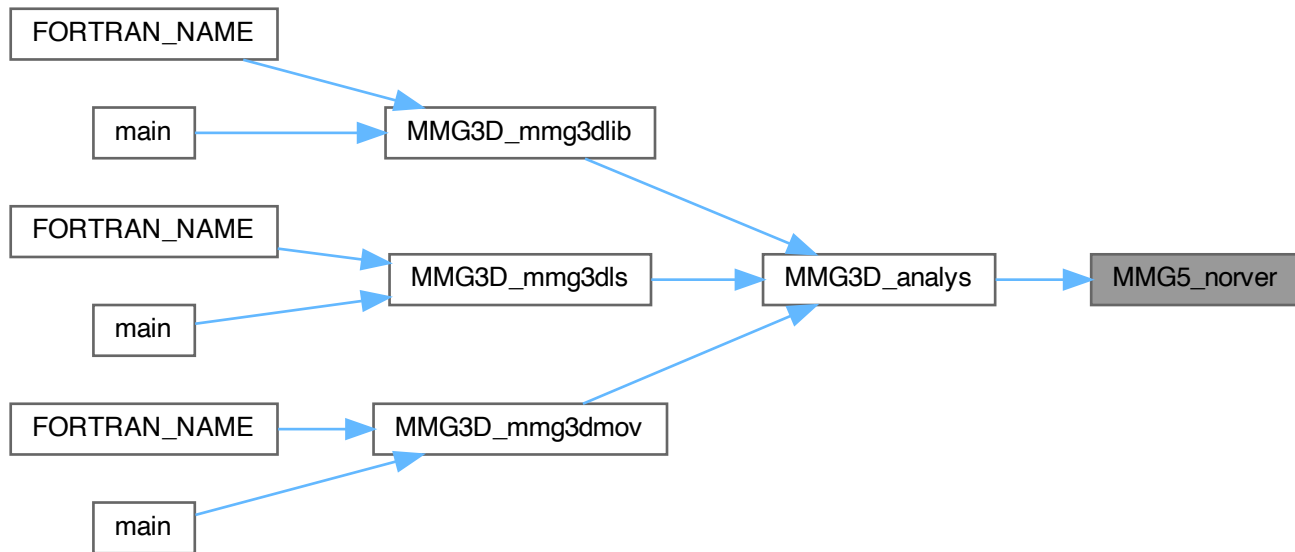 FORTRAN_NAME
main
MMG3D_mmg3dlib
FORTRAN_NAME
main
MMG3D_mmg3dls
MMG3D_analys
MMG5_norver
FORTRAN_NAME
main
MMG3D_mmg3dmov